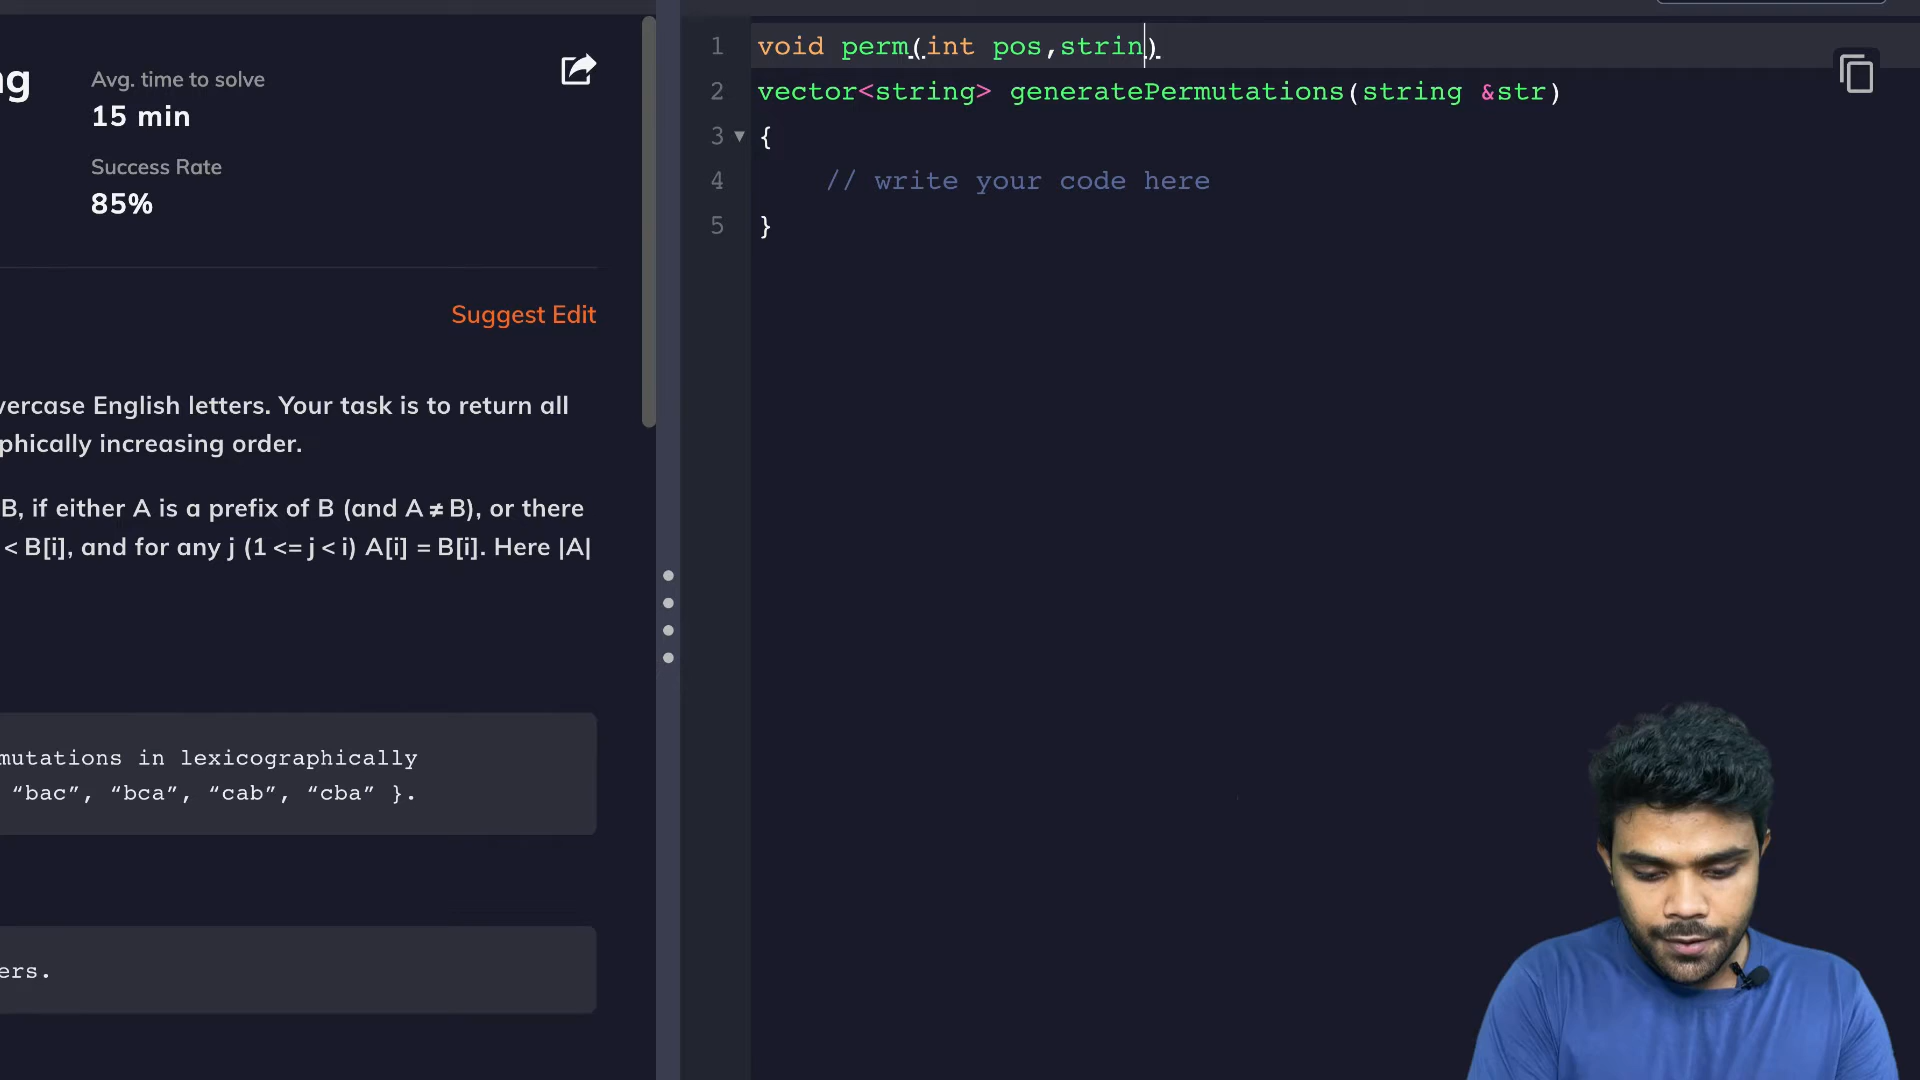 ng
Avg. time to solve
15 min
Success Rate
85%
Suggest Edit
vercase English letters. Your task is to return all
phically increasing order.
B, if either A is a prefix of B (and A ≠ B), or there
< B[i], and for any j (1 <= j < i) A[i] = B[i]. Here |A|
mutations in lexicographically
“bac”, “bca”, “cab”, “cba” }.
ers.
1 void perm(int pos,strin)
2 vector<string> generatePermutations(string &str)
3 {
4 // write your code here
5 }